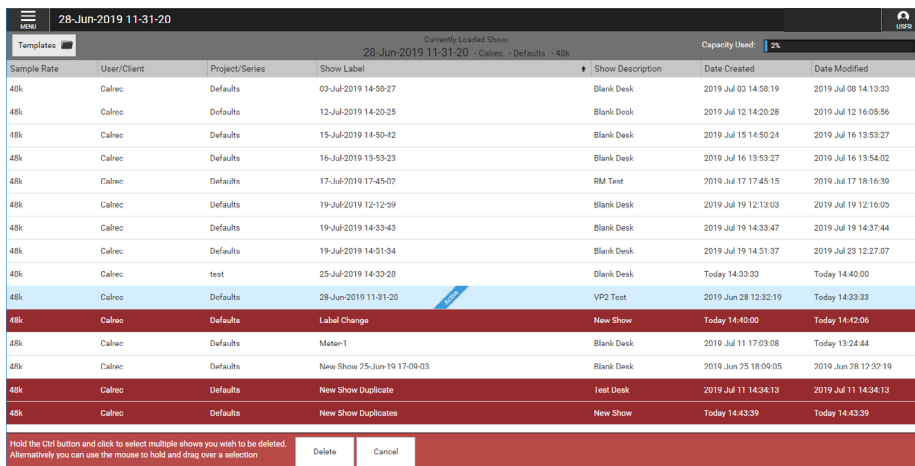 MENU 28-Jun-2019 11-31-20 USER
Templates Currently Loaded Show: Capacity Used: 2%
28-Jun-2019 11-31-20 - Calrec - Defaults - 48k
Sample Rate User/Client Project/Series Show Label Show Description Date Created Date Modified
48k Calrec Defaults 03-Jul-2019 14-58-27 Blank Desk 2019 Jul 03 14:58:19 2019 Jul 08 14:13:33
48k Calrec Defaults 12-Jul-2019 14-20-25 Blank Desk 2019 Jul 12 14:20:28 2019 Jul 12 16:05:56
48k Calrec Defaults 15-Jul-2019 14-50-42 Blank Desk 2019 Jul 15 14:50:24 2019 Jul 16 13:53:27
48k Calrec Defaults 16-Jul-2019 13-53-23 Blank Desk 2019 Jul 16 13:53:27 2019 Jul 16 13:54:02
48k Calrec Defaults 17-Jul-2019 17-45-02 RM Test 2019 Jul 17 17:45:15 2019 Jul 17 18:16:39
48k Calrec Defaults 19-Jul-2019 12-12-59 Blank Desk 2019 Jul 19 12:13:03 2019 Jul 19 12:16:05
48k Calrec Defaults 19-Jul-2019 14-33-43 Blank Desk 2019 Jul 19 14:33:47 2019 Jul 19 14:37:44
48k Calrec Defaults 19-Jul-2019 14-51-34 Blank Desk 2019 Jul 19 14:51:37 2019 Jul 23 12:27:07
48k Calrec test 25-Jul-2019 14-33-28 Blank Desk Today 14:33:33 Today 14:40:00
48k Calrec Defaults 28-Jun-2019 11-31-20 Active VP2 Test 2019 Jun 28 12:32:19 Today 14:33:33
48k Calrec Defaults Label Change New Show Today 14:40:00 Today 14:42:06
48k Calrec Defaults Meter-1 Blank Desk 2019 Jul 11 17:03:08 Today 13:24:44
48k Calrec Defaults New Show 25-Jun-19 17-09-03 Blank Desk 2019 Jun 25 18:09:05 2019 Jun 28 12:32:19
48k Calrec Defaults New Show Duplicate Test Desk 2019 Jul 11 14:34:13 2019 Jul 11 14:34:13
48k Calrec Defaults New Show Duplicates New Show Today 14:43:39 Today 14:43:39
Hold the Ctrl button and click to select multiple shows you wish to be deleted.
Alternatively you can use the mouse to hold and drag over a selection
Delete Cancel